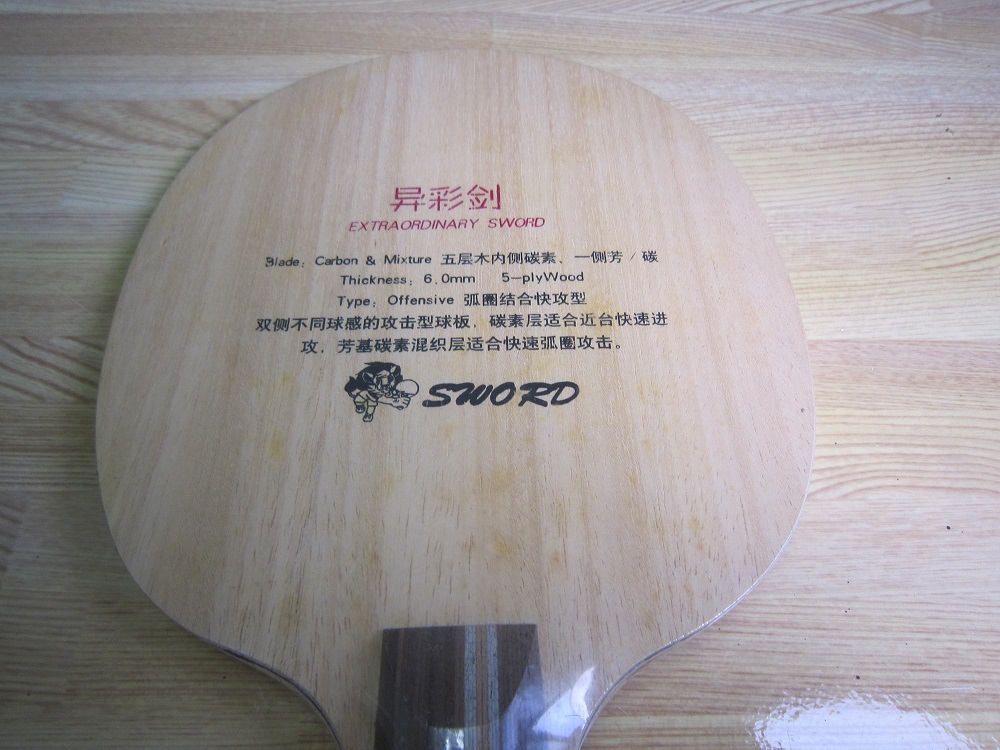 异彩剑
EXTRAORDINARY SWORD
Blade: Carbon & Mixture 五层木内侧碳素、一侧芳/碳
Thickness: 6.0mm 5-plyWood
Type: Offensive 弧圈结合快攻型
双侧不同球感的攻击型球板，碳素层适合近台快速进
攻，芳基碳素混织层适合快速弧圈攻击。
SWORD